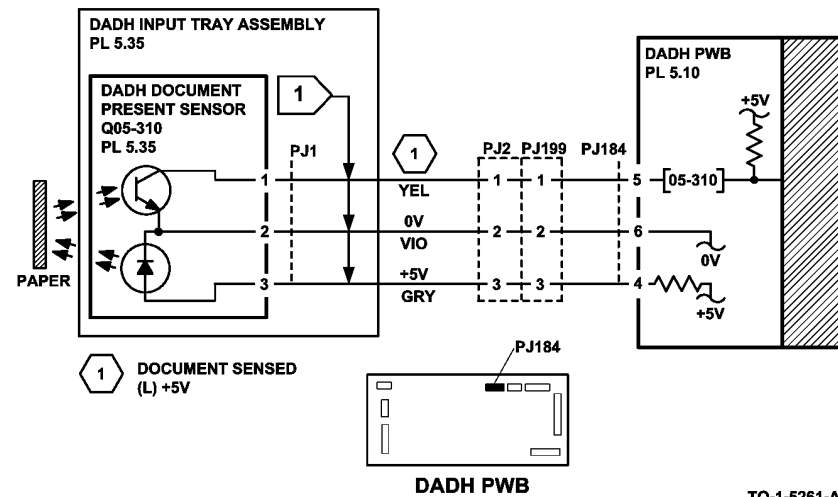 DADH INPUT TRAY ASSEMBLY
PL 5.35
DADH DOCUMENT
PRESENT SENSOR
Q05-310
PL 5.35
1
PJ1
1
PJ2
PJ199
PJ184
DADH PWB
PL 5.10
+5V
1
YEL
1
1
5
[05-310]
2
0V
VIO
2
2
6
0V
3
+5V
GRY
3
3
4
+5V
PAPER
1
DOCUMENT SENSED
(L) +5V
PJ184
DADH PWB